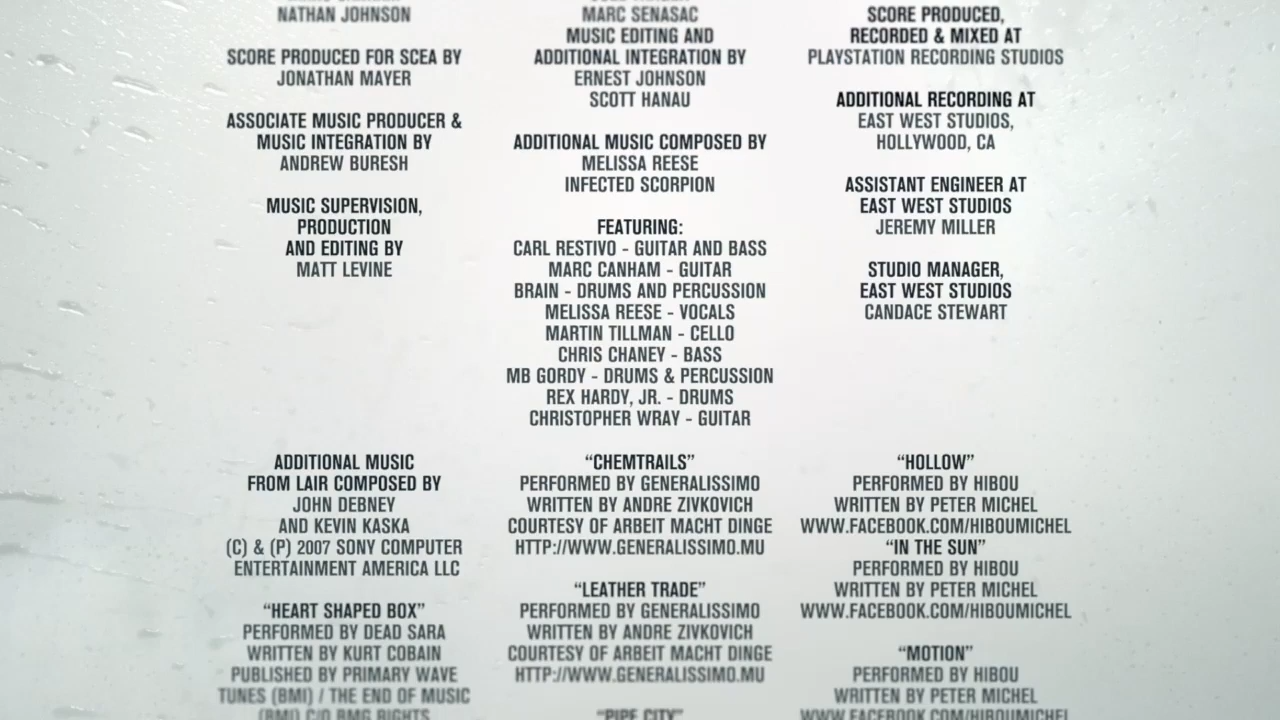 NATHAN JOHNSON
SCORE PRODUCED FOR SCEA BY
JONATHAN MAYER
ASSOCIATE MUSIC PRODUCER &
MUSIC INTEGRATION BY
ANDREW BURESH
MUSIC SUPERVISION,
PRODUCTION
AND EDITING BY
MATT LEVINE
MARC SENASAC
MUSIC EDITING AND
ADDITIONAL INTEGRATION BY
ERNEST JOHNSON
SCOTT HANAU
ADDITIONAL MUSIC COMPOSED BY
MELISSA REESE
INFECTED SCORPION
FEATURING:
CARL RESTIVO - GUITAR AND BASS
MARC CANHAM - GUITAR
BRAIN - DRUMS AND PERCUSSION
MELISSA REESE - VOCALS
MARTIN TILLMAN - CELLO
CHRIS CHANEY - BASS
MB GORDY - DRUMS & PERCUSSION
REX HARDY, JR. - DRUMS
CHRISTOPHER WRAY - GUITAR
SCORE PRODUCED,
RECORDED & MIXED AT
PLAYSTATION RECORDING STUDIOS
ADDITIONAL RECORDING AT
EAST WEST STUDIOS,
HOLLYWOOD, CA
ASSISTANT ENGINEER AT
EAST WEST STUDIOS
JEREMY MILLER
STUDIO MANAGER,
EAST WEST STUDIOS
CANDACE STEWART
ADDITIONAL MUSIC
FROM LAIR COMPOSED BY
JOHN DEBNEY
AND KEVIN KASKA
(C) & (P) 2007 SONY COMPUTER
ENTERTAINMENT AMERICA LLC
“HEART SHAPED BOX”
PERFORMED BY DEAD SARA
WRITTEN BY KURT COBAIN
PUBLISHED BY PRIMARY WAVE
TUNES (BMI) / THE END OF MUSIC
(BMI) C/O BMG RIGHTS
“CHEMTRAILS”
PERFORMED BY GENERALISSIMO
WRITTEN BY ANDRE ZIVKOVICH
COURTESY OF ARBEIT MACHT DINGE
HTTP://WWW.GENERALISSIMO.MU
“LEATHER TRADE”
PERFORMED BY GENERALISSIMO
WRITTEN BY ANDRE ZIVKOVICH
COURTESY OF ARBEIT MACHT DINGE
HTTP://WWW.GENERALISSIMO.MU
“PIPE CITY”
“HOLLOW”
PERFORMED BY HIBOU
WRITTEN BY PETER MICHEL
WWW.FACEBOOK.COM/HIBOUMICHEL
“IN THE SUN”
PERFORMED BY HIBOU
WRITTEN BY PETER MICHEL
WWW.FACEBOOK.COM/HIBOUMICHEL
“MOTION”
PERFORMED BY HIBOU
WRITTEN BY PETER MICHEL
WWW.FACEBOOK.COM/HIBOUMICHEL